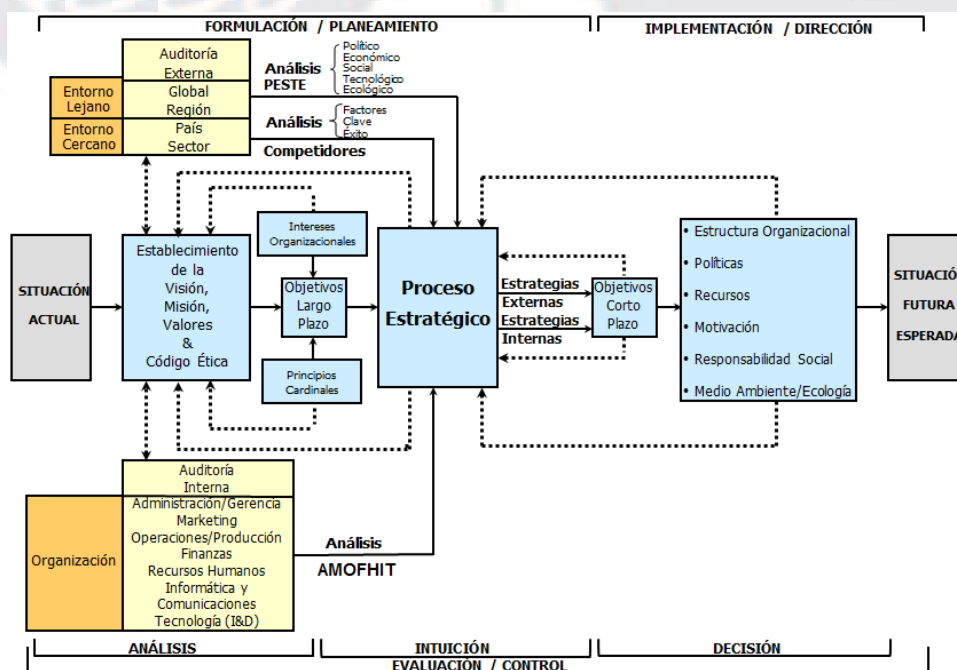 FORMULACIÓN / PLANEAMIENTO
IMPLEMENTACIÓN / DIRECCIÓN
Auditoría
Externa
Entorno
Lejano
Global
Región
Entorno
Cercano
País
Sector
Análisis
PESTE
Político
Económico
Social
Tecnológico
Ecológico
Análisis
Competidores
Factores
Clave
Éxito
SITUACIÓN
ACTUAL
Establecimiento
de la
Visión,
Misión,
Valores
&
Código Ética
Intereses
Organizacionales
Objetivos
Largo
Plazo
Principios
Cardinales
Proceso
Estratégico
Estrategias
Externas
Estrategias
Internas
Objetivos
Corto
Plazo
• Estructura Organizacional
• Políticas
• Recursos
• Motivación
• Responsabilidad Social
• Medio Ambiente/Ecología
SITUACIÓN
FUTURA
ESPERADA
Auditoría
Interna
Organización
Administración/Gerencia
Marketing
Operaciones/Producción
Finanzas
Recursos Humanos
Informática y
Comunicaciones
Tecnología (I&D)
Análisis
AMOFHIT
ANÁLISIS
INTUICIÓN
DECISIÓN
EVALUACIÓN / CONTROL